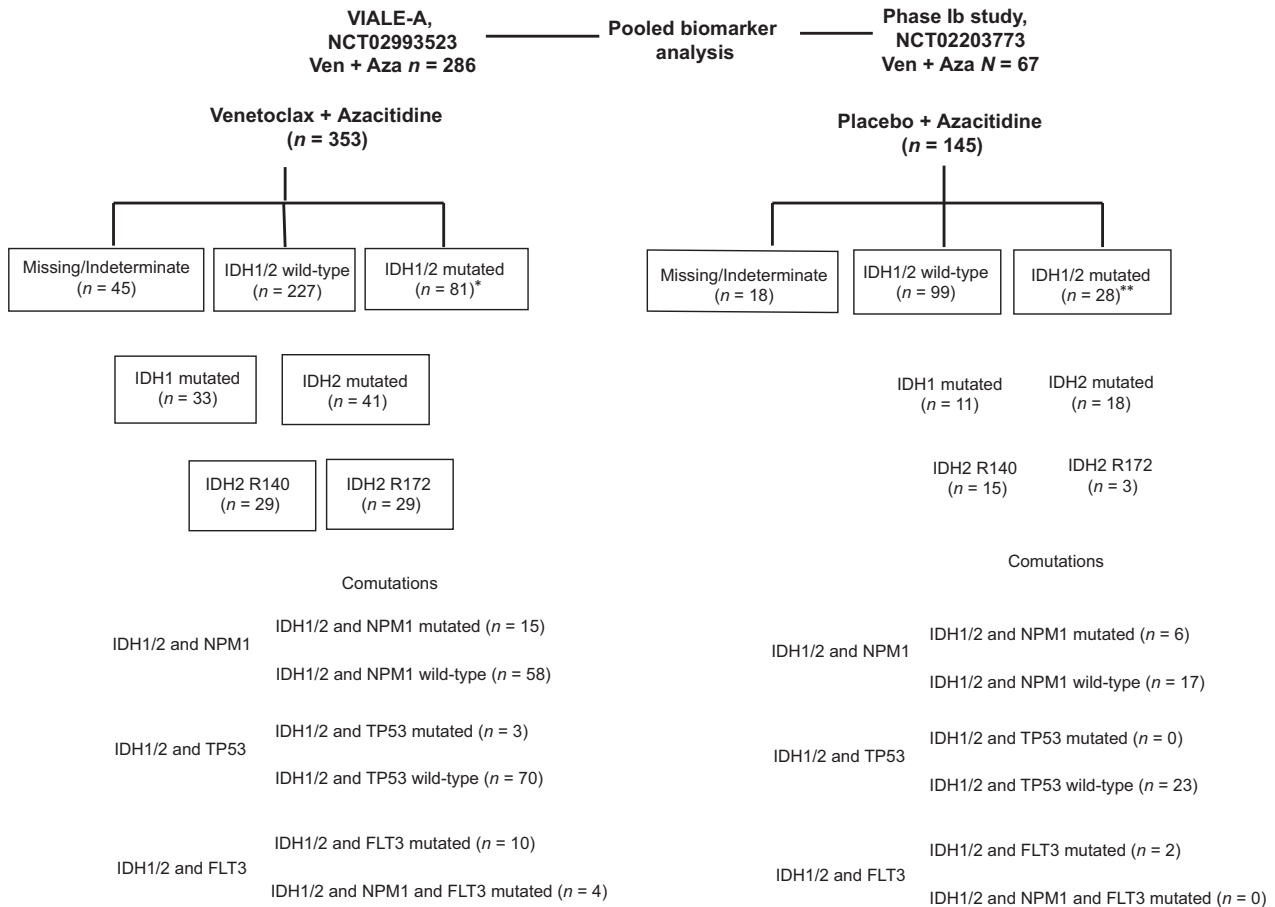 VIALE-A,
NCT02993523
Ven + Aza n = 286
Pooled biomarker
analysis
Phase Ib study,
NCT02203773
Ven + Aza N = 67
Venetoclax + Azacitidine
(n = 353)
Placebo + Azacitidine
(n = 145)
Missing/Indeterminate
(n = 45)
IDH1/2 wild-type
(n = 227)
IDH1/2 mutated
(n = 81)*
Missing/Indeterminate
(n = 18)
IDH1/2 wild-type
(n = 99)
IDH1/2 mutated
(n = 28)**
IDH1 mutated
(n = 33)
IDH2 mutated
(n = 41)
IDH1 mutated
(n = 11)
IDH2 mutated
(n = 18)
IDH2 R140
(n = 29)
IDH2 R172
(n = 29)
IDH2 R140
(n = 15)
IDH2 R172
(n = 3)
Comutations
IDH1/2 and NPM1
IDH1/2 and NPM1 mutated (n = 15)
IDH1/2 and NPM1 wild-type (n = 58)
IDH1/2 and TP53
IDH1/2 and TP53 mutated (n = 3)
IDH1/2 and TP53 wild-type (n = 70)
IDH1/2 and FLT3
IDH1/2 and FLT3 mutated (n = 10)
IDH1/2 and NPM1 and FLT3 mutated (n = 4)
Comutations
IDH1/2 and NPM1
IDH1/2 and NPM1 mutated (n = 6)
IDH1/2 and NPM1 wild-type (n = 17)
IDH1/2 and TP53
IDH1/2 and TP53 mutated (n = 0)
IDH1/2 and TP53 wild-type (n = 23)
IDH1/2 and FLT3
IDH1/2 and FLT3 mutated (n = 2)
IDH1/2 and NPM1 and FLT3 mutated (n = 0)